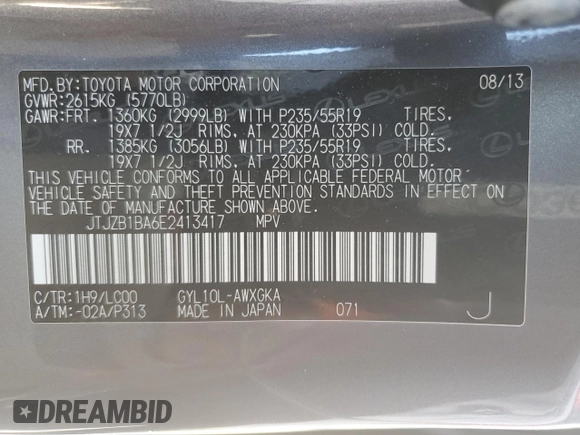 MFD.BY:TOYOTA MOTOR CORPORATION 08/13
GVWR:2615KG (5770LB)
GAWR:FRT. 1360KG (2999LB) WITH P235/55R19 TIRES,
19X7 1/2J RIMS, AT 230KPA (33PSI) COLD.
RR. 1385KG (3056LB) WITH P235/55R19 TIRES,
19X7 1/2J RIMS, AT 230KPA (33PSI) COLD.
THIS VEHICLE CONFORMS TO ALL APPLICABLE FEDERAL MOTOR
VEHICLE SAFETY AND THEFT PREVENTION STANDARDS IN EFFECT ON
THE DATE OF MANUFACTURE SHOWN ABOVE.
JTJZB1BA6E2413417 MPV
C/TR:1H9/LC00 GYL10L-AWXGKA
A/TM:-02A/P313 MADE IN JAPAN 071 J
LEXUS
DREAMBID